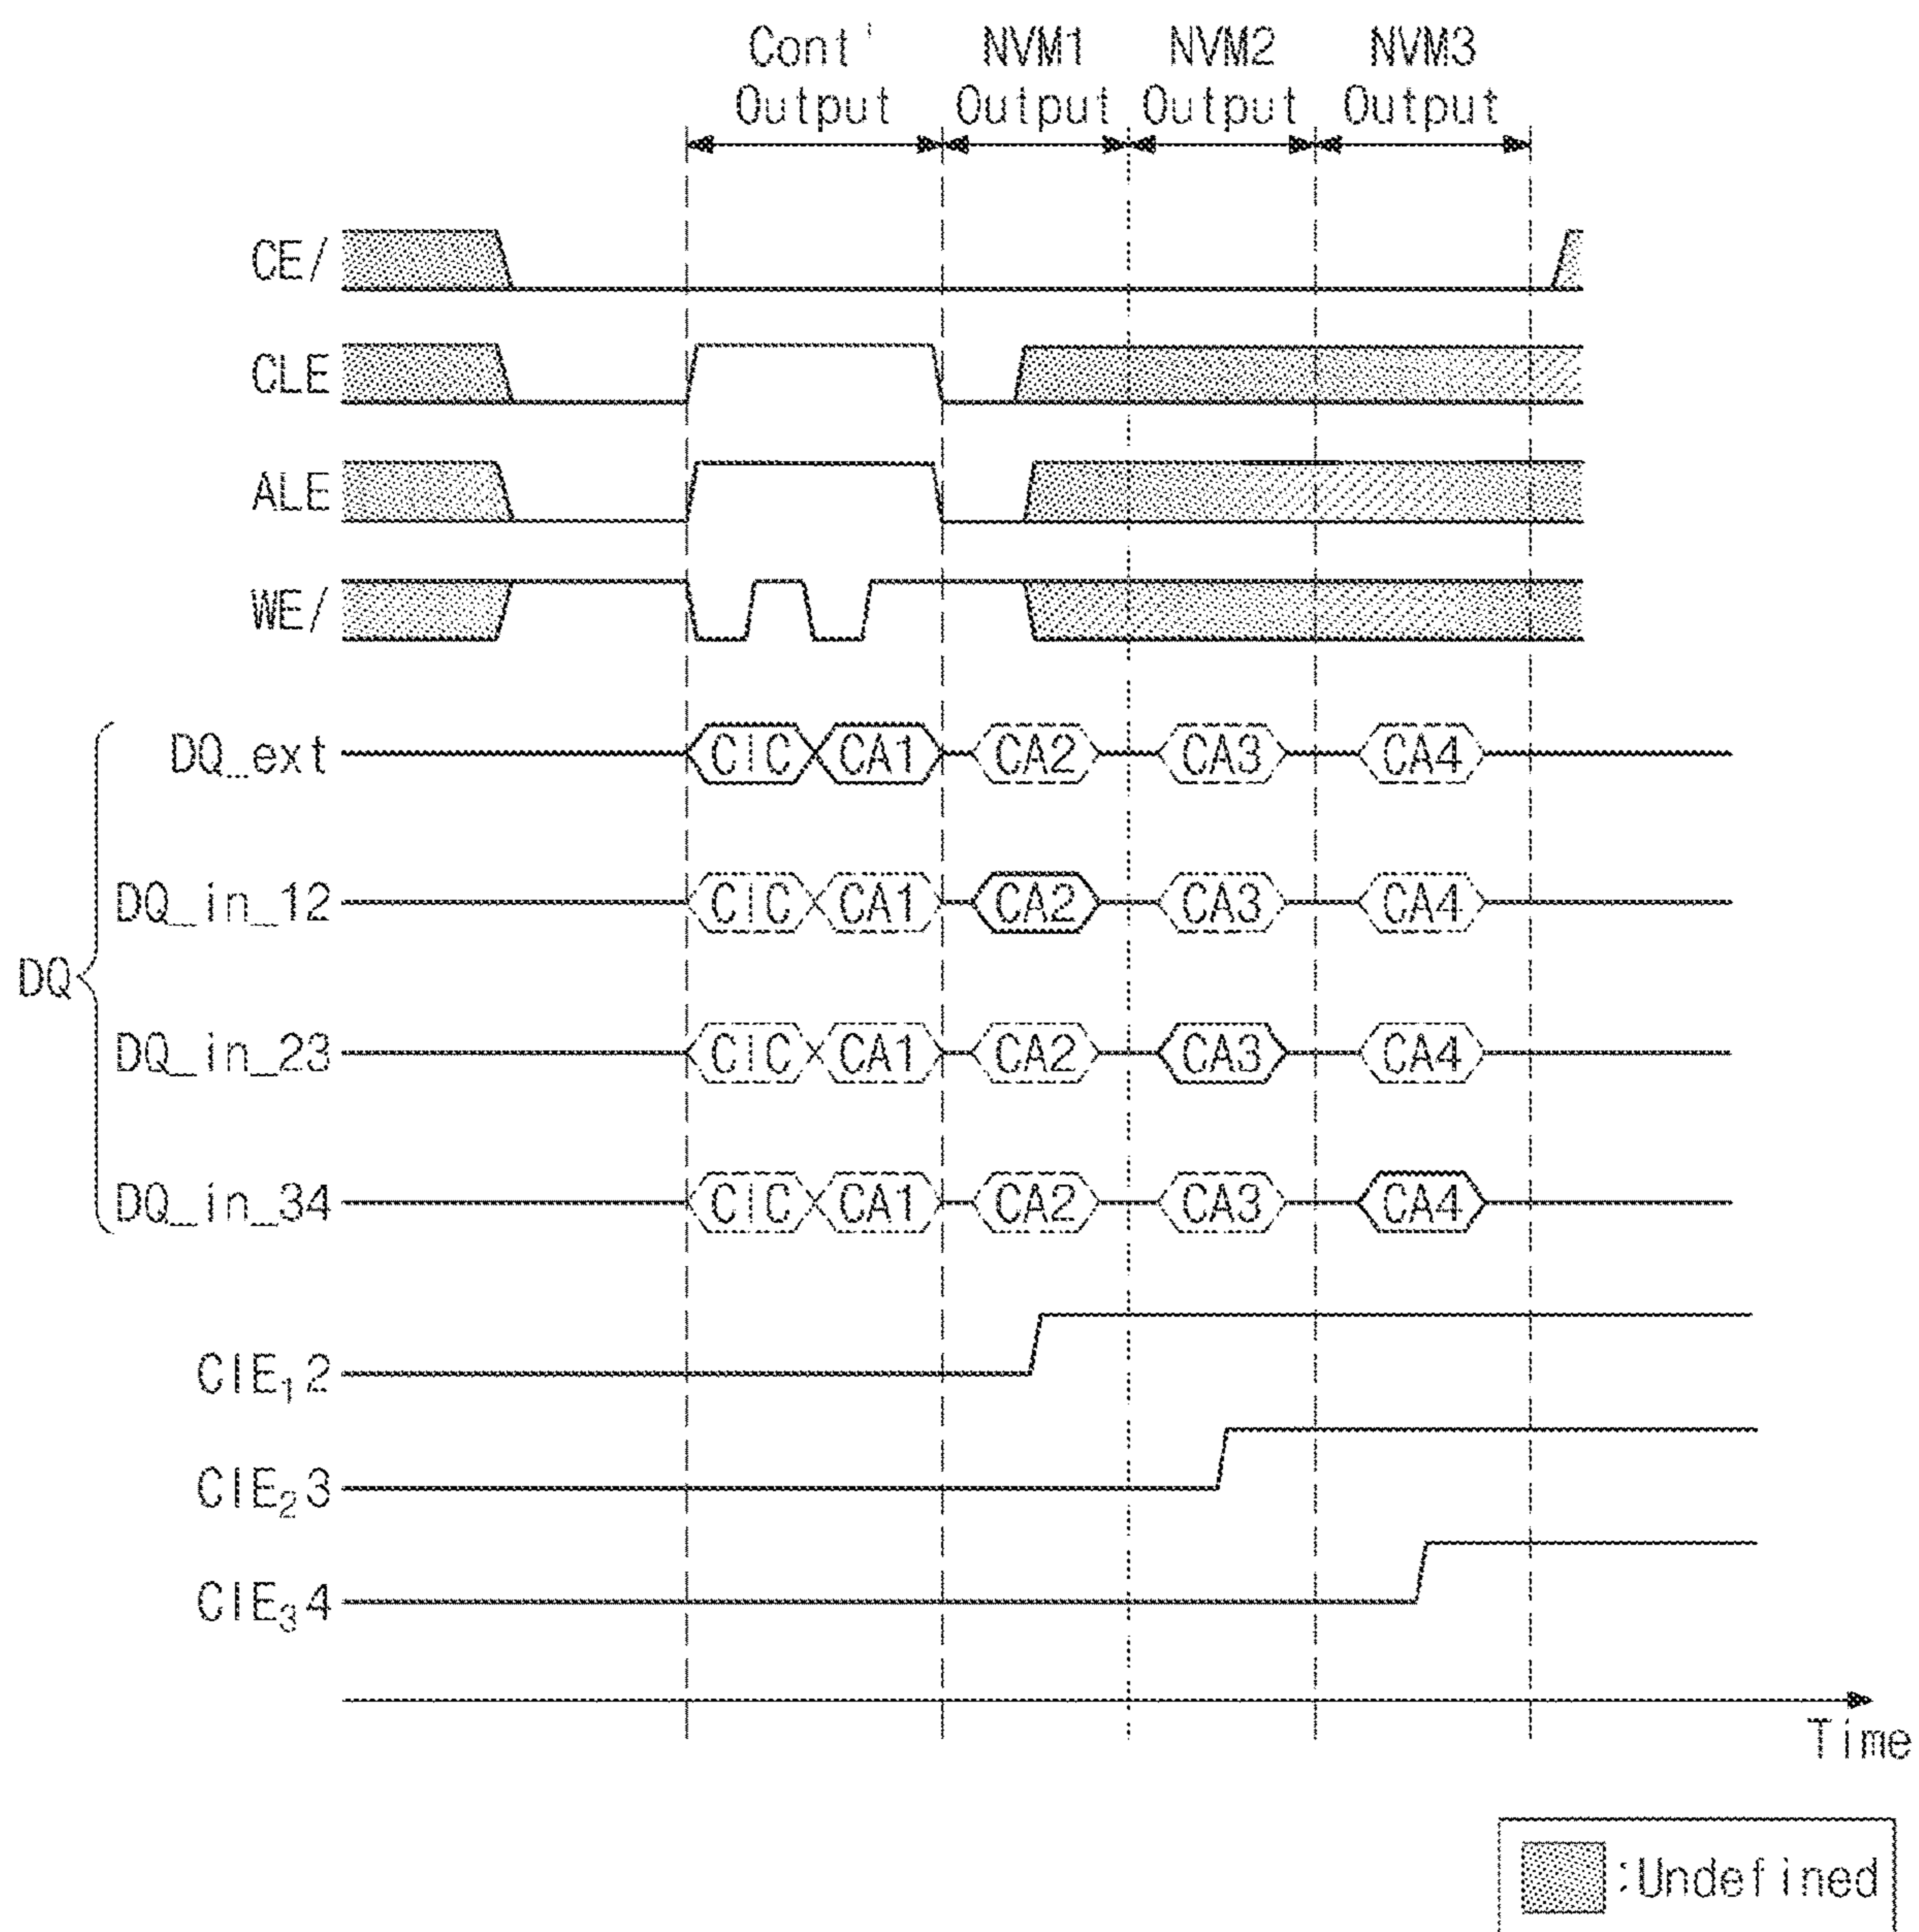 Cont' NVM1 NVM2 NVM3
Output Output Output Output
CE/
CLE
ALE
WE/
DQ_ext CIC CA1 CA2 CA3 CA4
DQ_in_12 CIC CA1 CA2 CA3 CA4
DQ
DQ_in_23 CIC CA1 CA2 CA3 CA4
DQ_in_34 CIC CA1 CA2 CA3 CA4
CIE₁2
CIE₂3
CIE₃4
Time
:Undefined